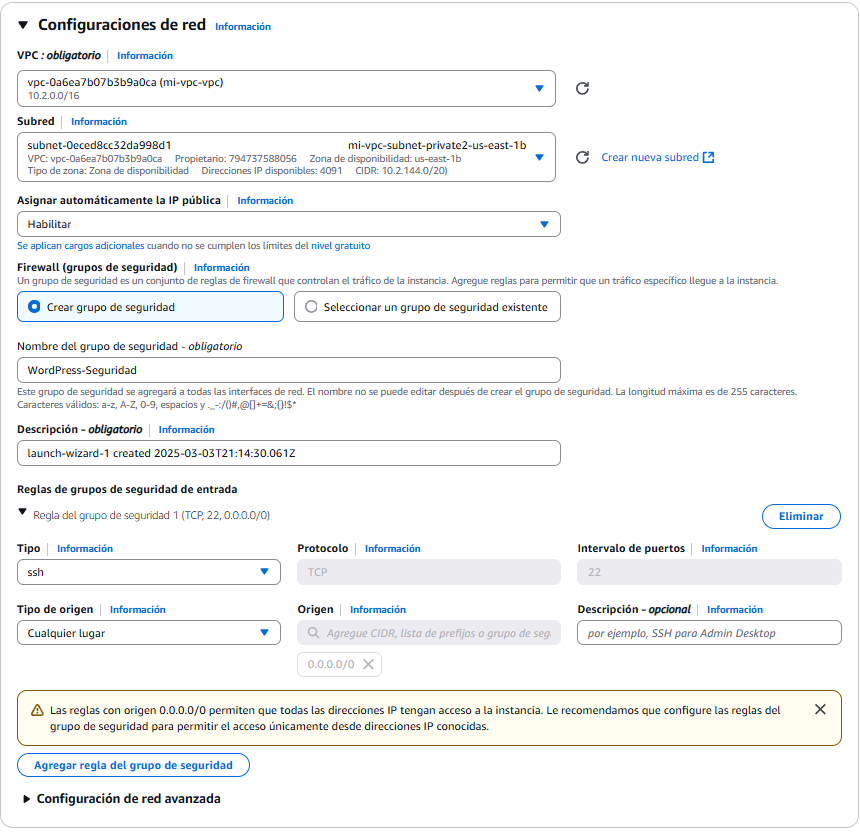 Configuraciones de red Información
VPC : obligatorio Información
vpc-0a6ea7b07b3b9a0ca (mi-vpc-vpc)
10.2.0.0/16
Subred Información
subnet-0eced8cc32da998d1 mi-vpc-subnet-private2-us-east-1b
VPC: vpc-0a6ea7b07b3b9a0ca Propietario: 794737588056 Zona de disponibilidad: us-east-1b
Tipo de zona: Zona de disponibilidad Direcciones IP disponibles: 4091 CIDR: 10.2.144.0/20)
Crear nueva subred
Asignar automáticamente la IP pública Información
Habilitar
Se aplican cargos adicionales cuando no se cumplen los límites del nivel gratuito
Firewall (grupos de seguridad) Información
Un grupo de seguridad es un conjunto de reglas de firewall que controlan el tráfico de la instancia. Agregue reglas para permitir que un tráfico específico llegue a la instancia.
Crear grupo de seguridad Seleccionar un grupo de seguridad existente
Nombre del grupo de seguridad - obligatorio
WordPress-Seguridad
Este grupo de seguridad se agregará a todas las interfaces de red. El nombre no se puede editar después de crear el grupo de seguridad. La longitud máxima es de 255 caracteres.
Caracteres válidos: a-z, A-Z, 0-9, espacios y ._-:/()#,@[]+=&;{}!$*
Descripción - obligatorio Información
launch-wizard-1 created 2025-03-03T21:14:30.061Z
Reglas de grupos de seguridad de entrada
Regla del grupo de seguridad 1 (TCP, 22, 0.0.0.0/0) Eliminar
Tipo Información Protocolo Información Intervalo de puertos Información
ssh TCP 22
Tipo de origen Información Origen Información Descripción - opcional Información
Cualquier lugar Agregue CIDR, lista de prefijos o grupo de seg por ejemplo, SSH para Admin Desktop
0.0.0.0/0
Las reglas con origen 0.0.0.0/0 permiten que todas las direcciones IP tengan acceso a la instancia. Le recomendamos que configure las reglas del
grupo de seguridad para permitir el acceso únicamente desde direcciones IP conocidas.
Agregar regla del grupo de seguridad
Configuración de red avanzada